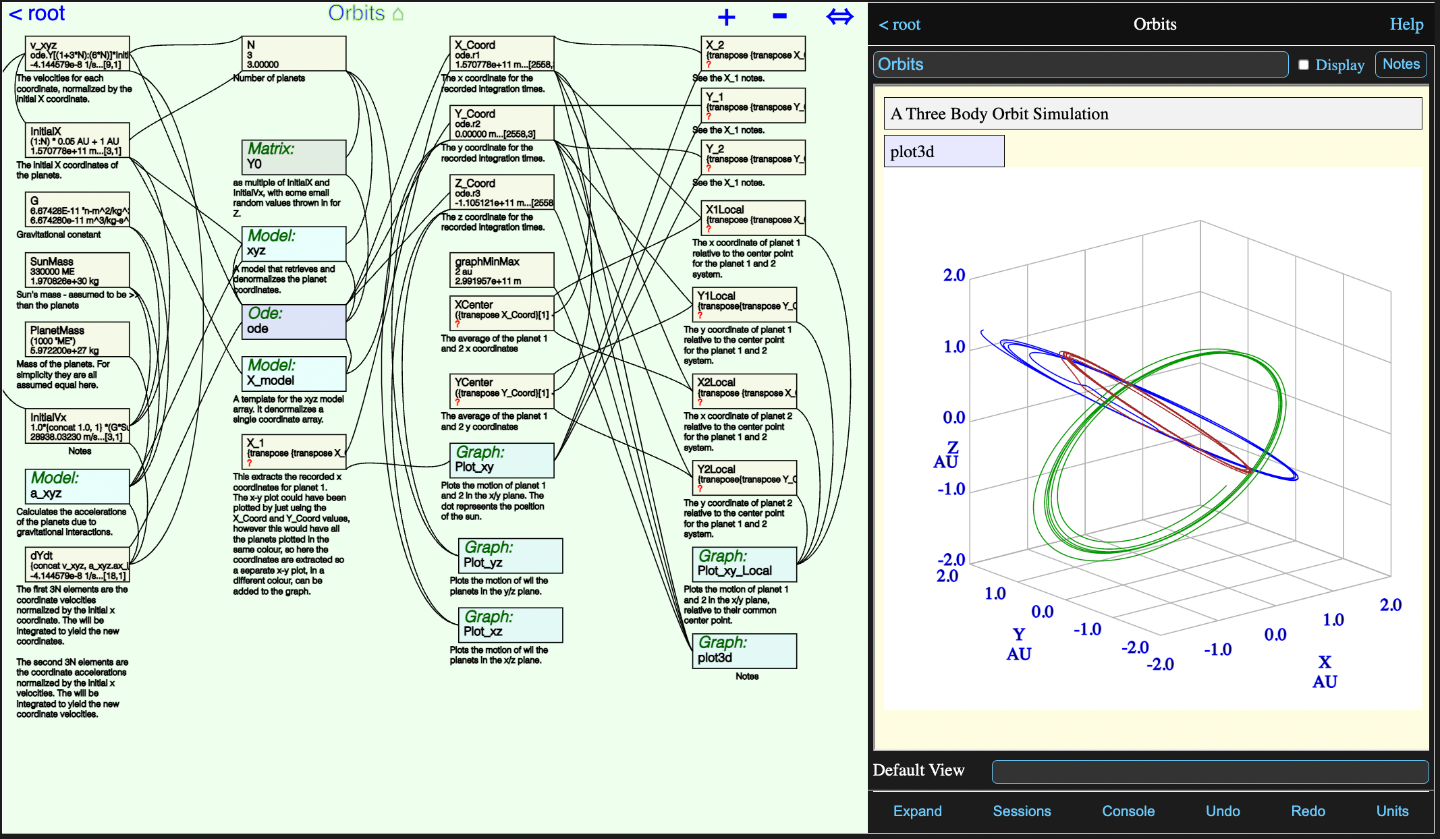 < root
Orbits
+
-
v_xyz
ode.Y[(1+3*N):(6*N)]*Initi
-4.144579e-8 1/s...[9,1]
The velocities for each
coordinate, normalized by the
initial X coordinate.
InitialX
(1:N) * 0.05 AU + 1 AU
1.570778e+11 m...[3,1]
The initial X coordinates of
the planets.
G
6.67428E-11 "n-m^2/kg^
6.674280e-11 m^3/kg-s^
Gravitational constant
SunMass
330000 ME
1.970826e+30 kg
Sun's mass - assumed to be >>
than the planets
PlanetMass
(1000 "ME")
5.972200e+27 kg
Mass of the planets. For
simplicity they are all
assumed equal here.
InitialVx
1.0*{concat 1.0, 1} *(G*Su
28938.03230 m/s...[3,1]
Notes
Model:
a_xyz
Calculates the accelerations
of the planets due to
gravitational interactions.
dYdt
{concat v_xyz, a_xyz.ax_
-4.144579e-8 1/s...[18,1]
The first 3N elements are the
coordinate velocities
normalized by the initial x
coordinate. The will be
integrated to yield the new
coordinates.
The second 3N elements are
the coordinate accelerations
normalized by the initial x
velocities. The will be
integrated to yield the new
coordinate velocities.
N
3
3.00000
Number of planets
Matrix:
Y0
as multiple of InitialX and
InitialVx, with some small
random values thrown in for
Z.
Model:
xyz
A model that retrieves and
denormalizes the planet
coordinates.
Ode:
ode
Model:
X_model
A template for the xyz model
array. It denormalizes a
single coordinate array.
X_1
{transpose {transpose X_
?
This extracts the recorded x
coordinates for planet 1.
The x-y plot could have been
plotted by just using the
X_Coord and Y_Coord values,
however this would have all
the planets plotted in the
same colour, so here the
coordinates are extracted so
a separate x-y plot, in a
different colour, can be
added to the graph.
X_Coord
ode.r1
1.570778e+11 m...[2558,
The x coordinate for the
recorded integration times.
Y_Coord
ode.r2
0.00000 m...[2558,3]
The y coordinate for the
recorded integration times.
Z_Coord
ode.r3
-1.105121e+11 m...[2558
The z coordinate for the
recorded integration times.
graphMinMax
2 au
2.991957e+11 m
XCenter
({transpose X_Coord}[1]
?
The average of the planet 1
and 2 x coordinatee
YCenter
({transpose Y_Coord}[1]
?
The average of the planet 1
and 2 y coordinates
Graph:
Plot_xy
Plots the motion of planet 1
and 2 in the x/y plane. The
dot represents the position
of the sun.
Graph:
Plot_yz
Plots the motion of wll the
planets in the y/z plane.
Graph:
Plot_xz
Plots the motion of wll the
planets in the x/z plane.
X_2
{transpose {transpose X_
?
See the X_1 notes.
Y_1
{transpose {transpose Y_
?
See the X_1 notes.
Y_2
{transpose {transpose Y_
?
See the X_1 notes.
X1Local
{transpose {transpose X_
?
The x coordinate of planet 1
relative to the center point
for the planet 1 and 2
system.
Y1Local
{transpose{transpose Y_C
?
The y coordinate of planet 1
relative to the center point
for the planet 1 and 2
system.
X2Local
{transpose {transpose X_
?
The x coordinate of planet 2
relative to the center point
for the planet 1 and 2
system.
Y2Local
{transpose{transpose Y_C
?
The y coordinate of planet 2
relative to the center point
for the planet 1 and 2
system.
Graph:
Plot_xy_Local
Plots the motion of planet 1
and 2 in the x/y plane,
relative to their common
center point.
Graph:
plot3d
Notes
< root
Orbits
Help
Orbits
Display
Notes
A Three Body Orbit Simulation
plot3d
2.0
1.0
0.0
Z
AU
-1.0
-2.0
2.0
1.0
0.0
Y
AU
-1.0
-2.0
-2.0
-1.0
0.0
1.0
2.0
X
AU
Default View
Expand
Sessions
Console
Undo
Redo
Units